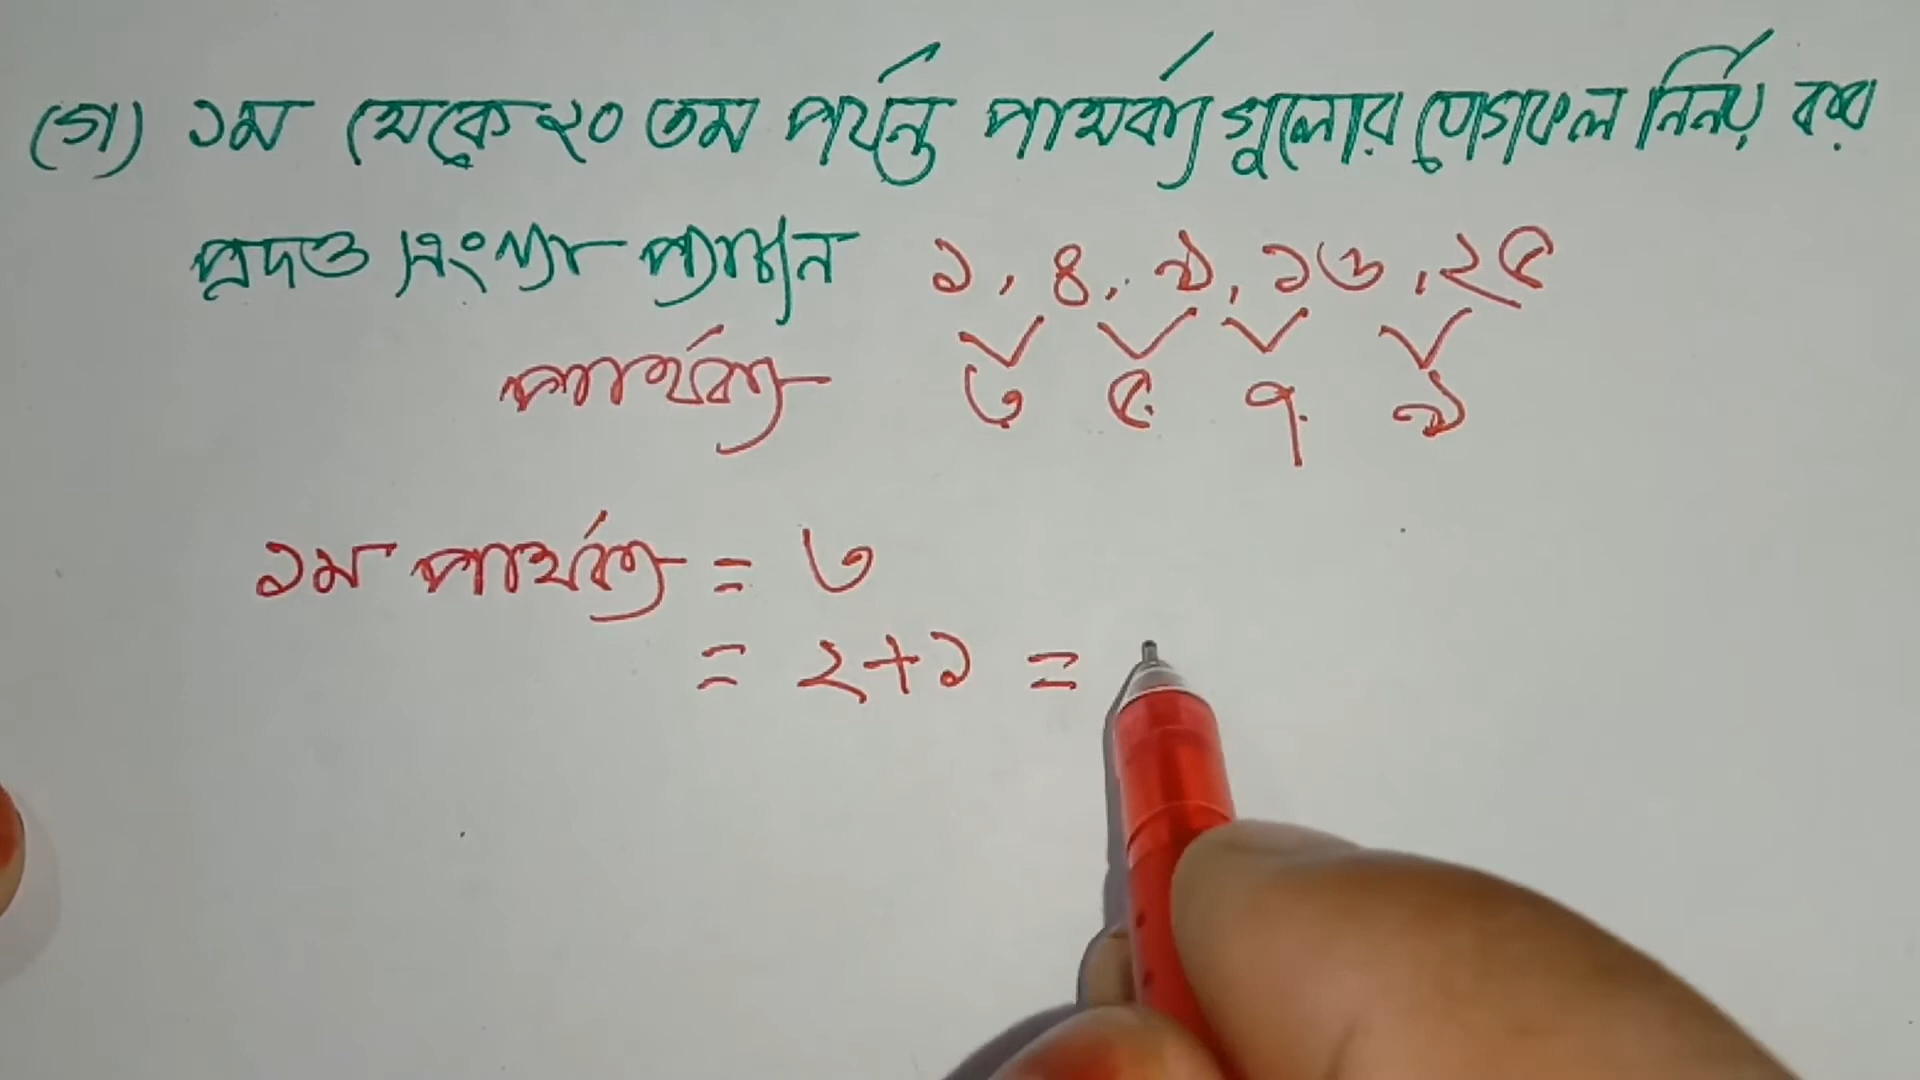 (গ) ১ম থেকে ২০ তম পর্যন্ত পার্থক্যগুলোর যোগফল নির্নয় কর
প্রদত্ত সংখ্যা প্যাটার্ন ১, ৪, ৯, ১৬, ২৫
পার্থক্য ৩ ৫ ৭ ৯
১ম পার্থক্য = ৩
= ২+১ =